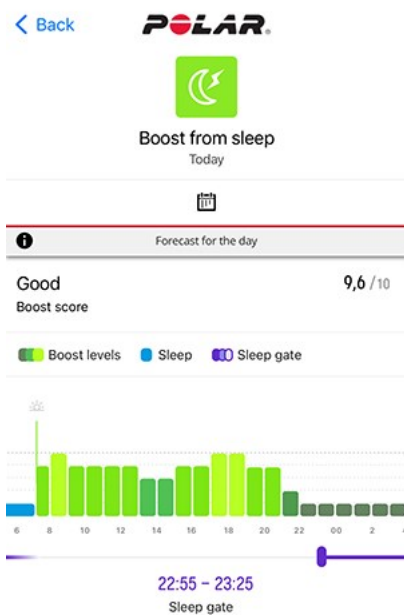 Back
POLAR®
Boost from sleep
Today
Forecast for the day
Good 9,6 /10
Boost score
Boost levels Sleep Sleep gate
6 8 10 12 14 16 18 20 22 00 2 4
22:55 – 23:25
Sleep gate